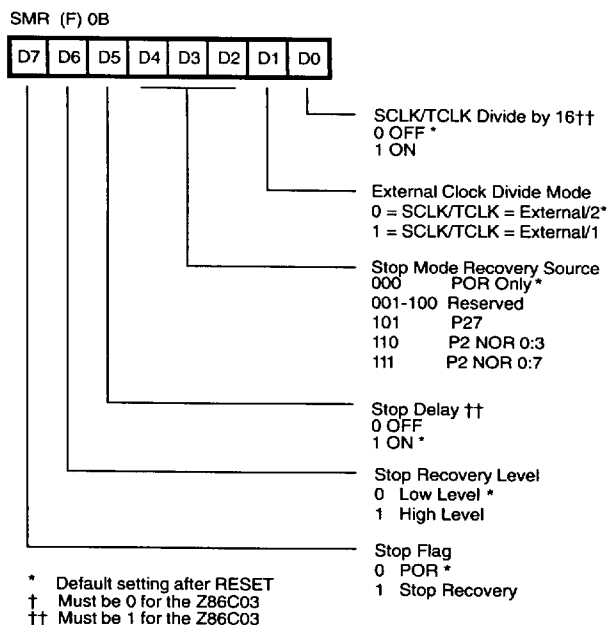 SMR (F) 0B
D7 D6 D5 D4 D3 D2 D1 D0
SCLK/TCLK Divide by 16††
0 OFF *
1 ON
External Clock Divide Mode
0 = SCLK/TCLK = External/2*
1 = SCLK/TCLK = External/1
Stop Mode Recovery Source
000 POR Only *
001-100 Reserved
101 P27
110 P2 NOR 0:3
111 P2 NOR 0:7
Stop Delay ††
0 OFF
1 ON *
Stop Recovery Level
0 Low Level *
1 High Level
Stop Flag
0 POR *
1 Stop Recovery
* Default setting after RESET
† Must be 0 for the Z86C03
†† Must be 1 for the Z86C03